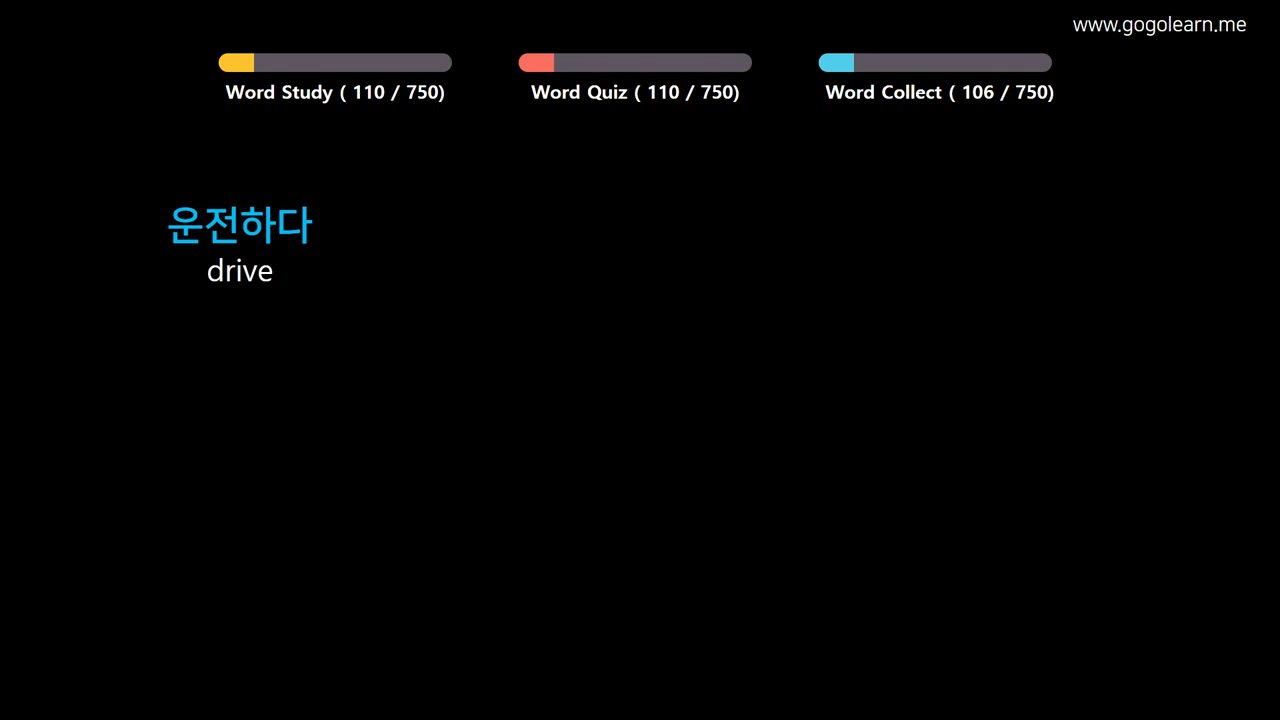 www.gogolearn.me
Word Study ( 110 / 750)
Word Quiz ( 110 / 750)
Word Collect ( 106 / 750)
운전하다
drive